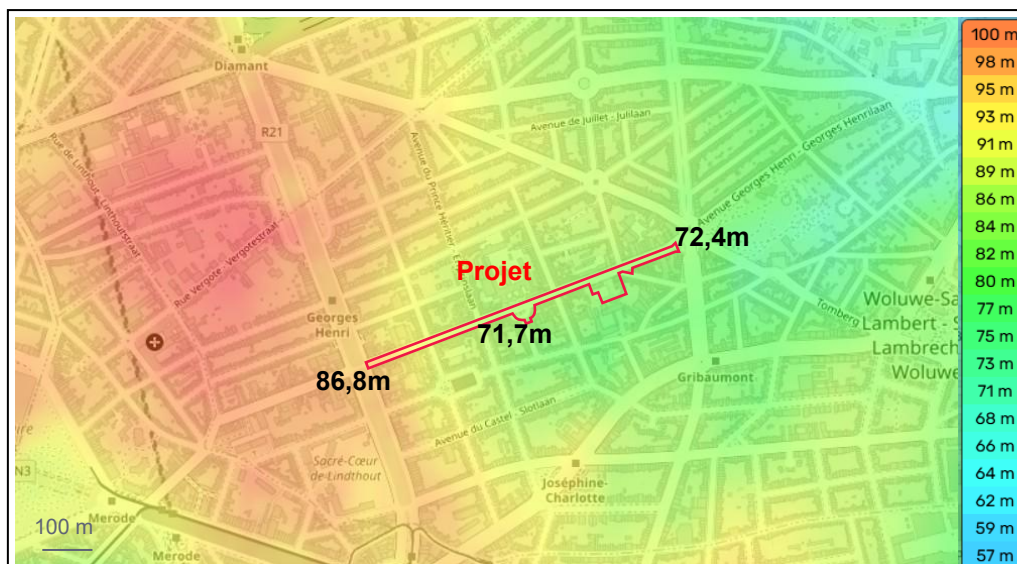 100 m
98 m
95 m
93 m
91 m
89 m
86 m
84 m
82 m
80 m
77 m
75 m
73 m
71 m
68 m
66 m
64 m
62 m
59 m
57 m
Diamant
R21
Rue de Linthout
Linthoutstraat
Avenue de Juillet - Julilaan
Avenue Georges Henri - Georges Henrilaan
Avenue du Prince Héritier
Rue Vergote - Vergotestraat
72,4m
Projet
Georges
Henri
71,7m
86,8m
Tomberg
Woluwe-Sa
Lambert - S
Lambrech
Woluwe
Gribaumont
Avenue du Castel - Slotlaan
Sacré-Cœur
de Lindthout
Joséphine-
Charlotte
N3
Merode
100 m
Merode